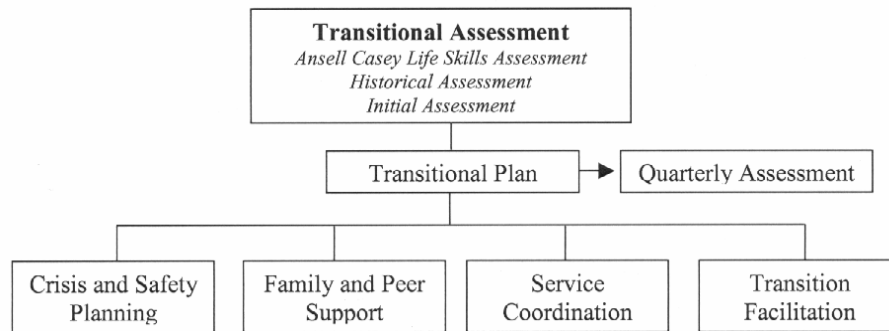 Transitional Assessment
Ansell Casey Life Skills Assessment
Historical Assessment
Initial Assessment
Transitional Plan
Quarterly Assessment
Crisis and Safety
Planning
Family and Peer
Support
Service
Coordination
Transition
Facilitation